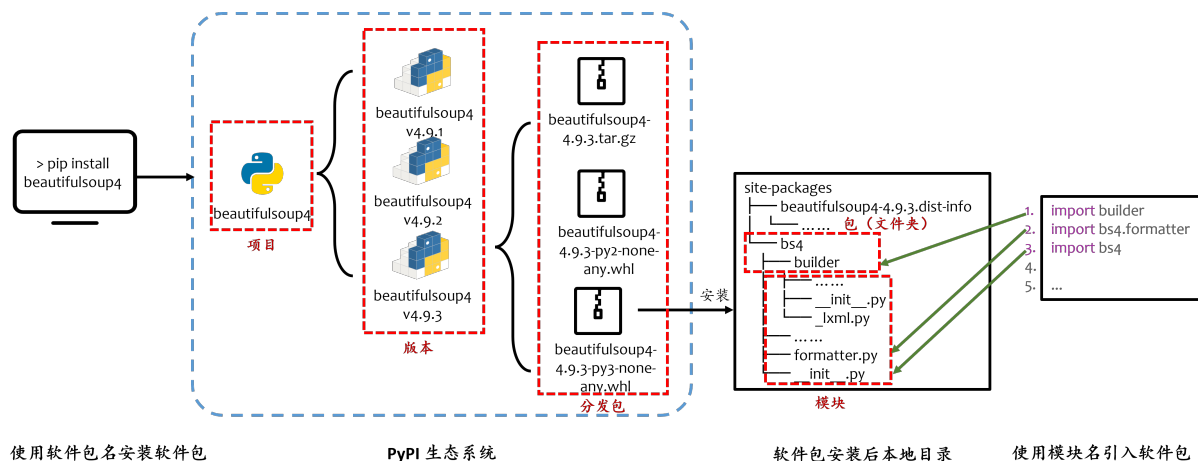 > pip install
beautifulsoup4
beautifulsoup4
项目
beautifulsoup4
v4.9.1
beautifulsoup4
v4.9.2
beautifulsoup4
v4.9.3
版本
beautifulsoup4-
4.9.3.tar.gz
beautifulsoup4-
4.9.3-py2-none-
any.whl
beautifulsoup4-
4.9.3-py3-none-
any.whl
分发包
安装
site-packages
beautifulsoup4-4.9.3.dist-info
……
包（文件夹）
bs4
builder
……
__init__.py
_lxml.py
……
formatter.py
__init__.py
模块
1. import builder
2. import bs4.formatter
3. import bs4
4.
5. ...
使用软件包名安装软件包
PyPI 生态系统
软件包安装后本地目录
使用模块名引入软件包